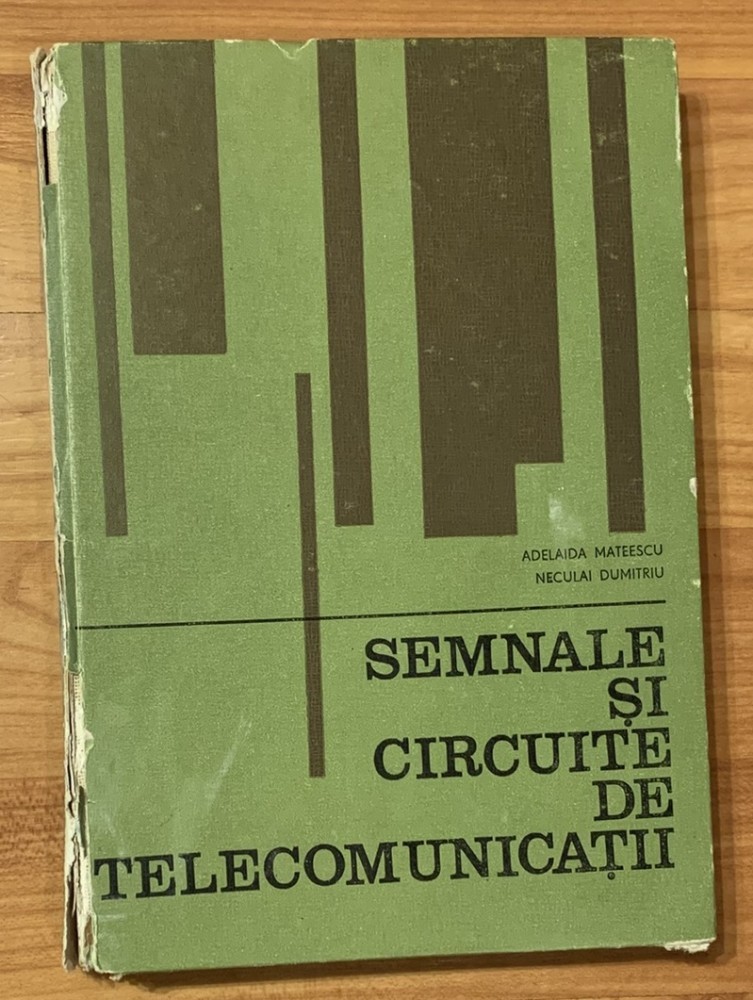 ADELAIDA MATEESCU
NECULAI DUMITRIU
SEMNALE
ȘI
CIRCUITE
DE
TELECOMUNICAȚII